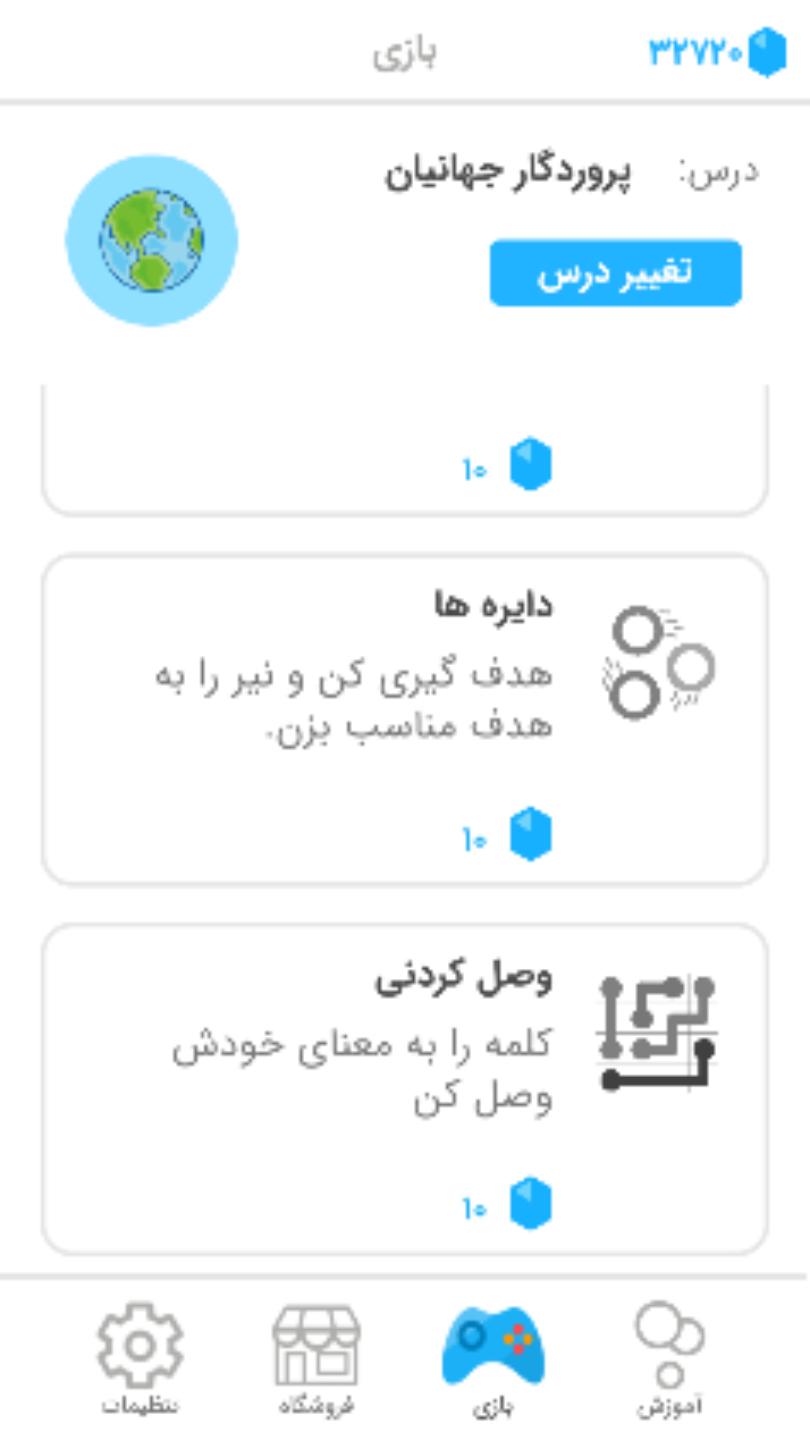 بازی
۳۲۷۲۰
درس: پروردگار جهانیان
تغییر درس
۱۰
دایره ها
هدف گیری کن و نیر را به
هدف مناسب بزن.
۱۰
وصل کردنی
کلمه را به معنای خودش
وصل کن
۱۰
آموزش
بازی
فروشگاه
تنظیمات